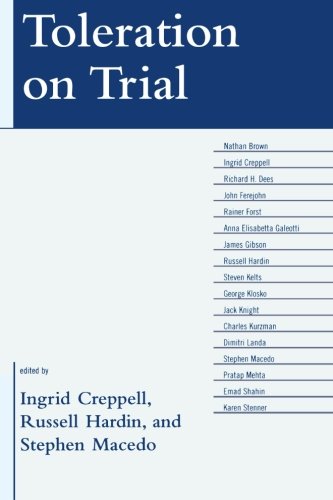 Toleration
on Trial
Nathan Brown
Ingrid Creppell
Richard H. Dees
John Ferejohn
Rainer Forst
Anna Elisabetta Galeotti
James Gibson
Russell Hardin
Steven Kelts
George Klosko
Jack Knight
Charles Kurzman
Dimitri Landa
Stephen Macedo
Pratap Mehta
Emad Shahin
Karen Stenner
edited by
Ingrid Creppell,
Russell Hardin, and
Stephen Macedo